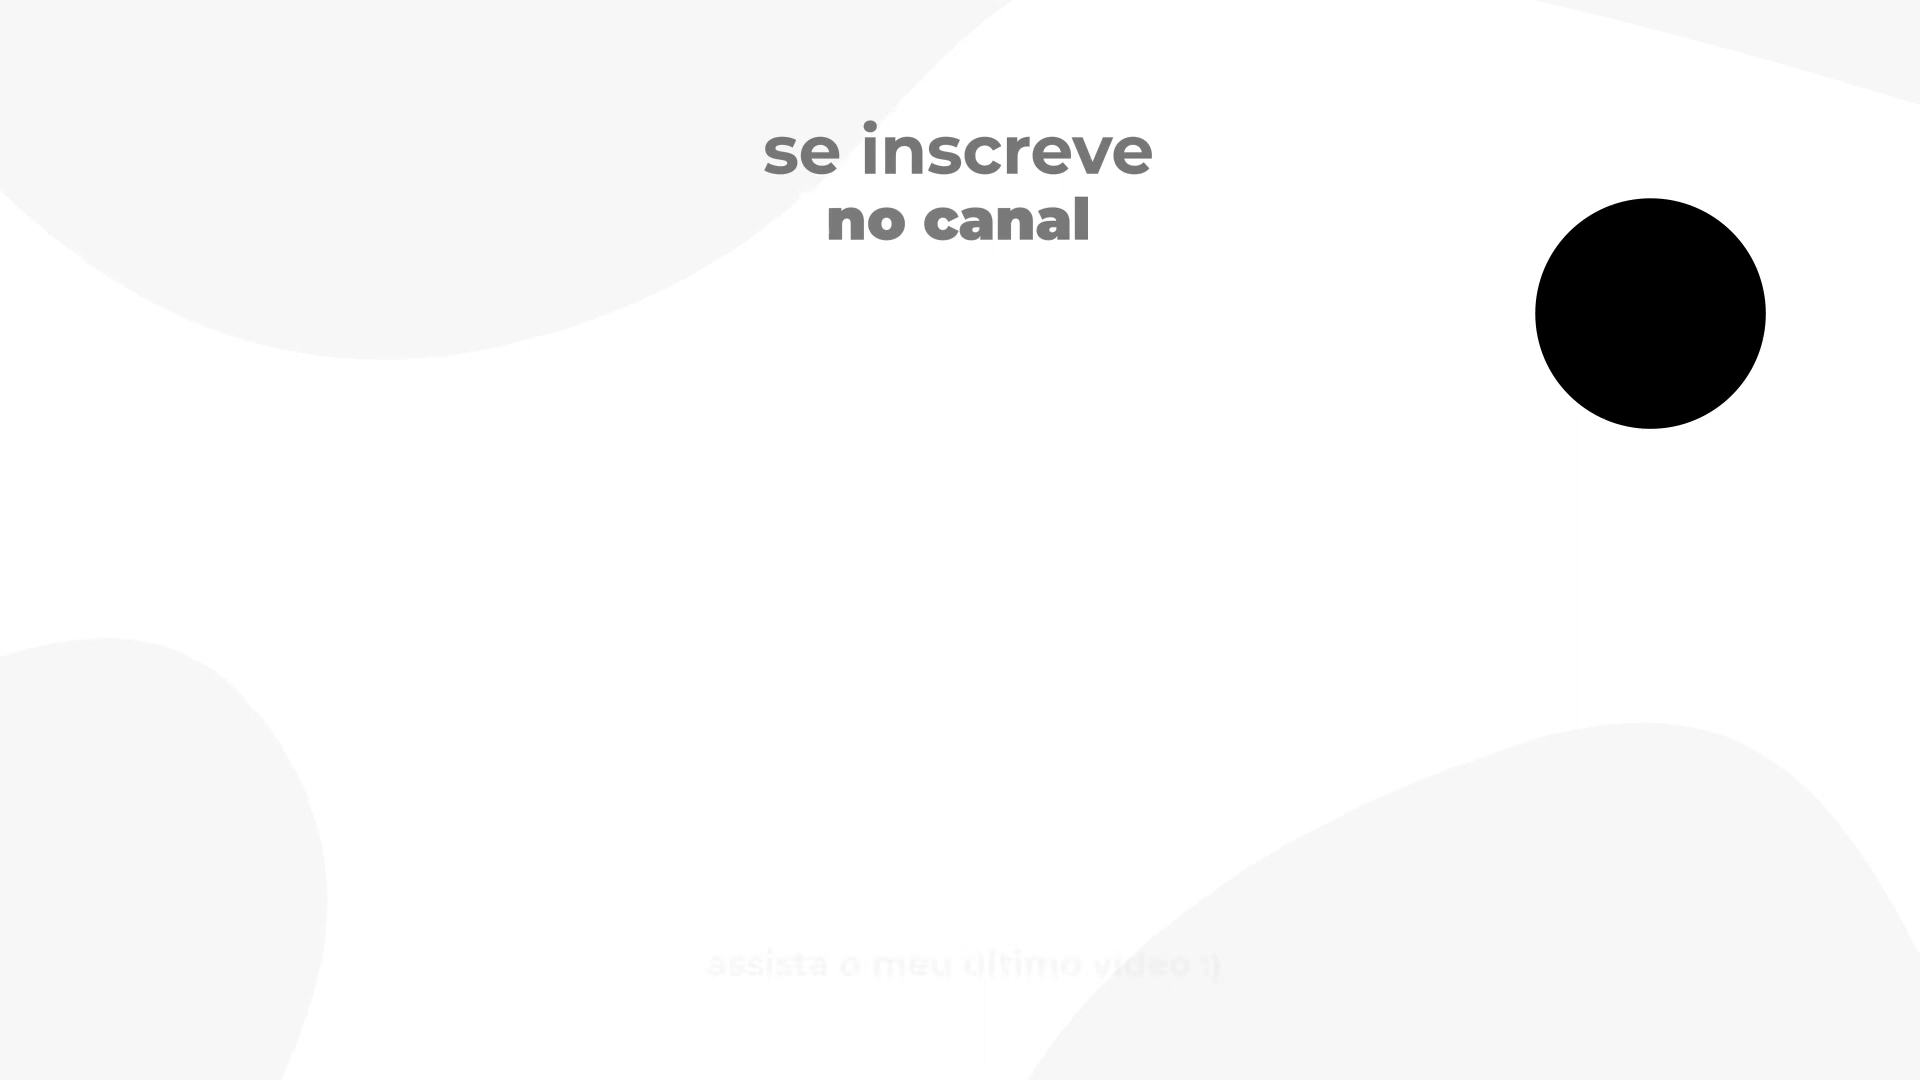 se inscreve
no canal
assista o meu último vídeo :)